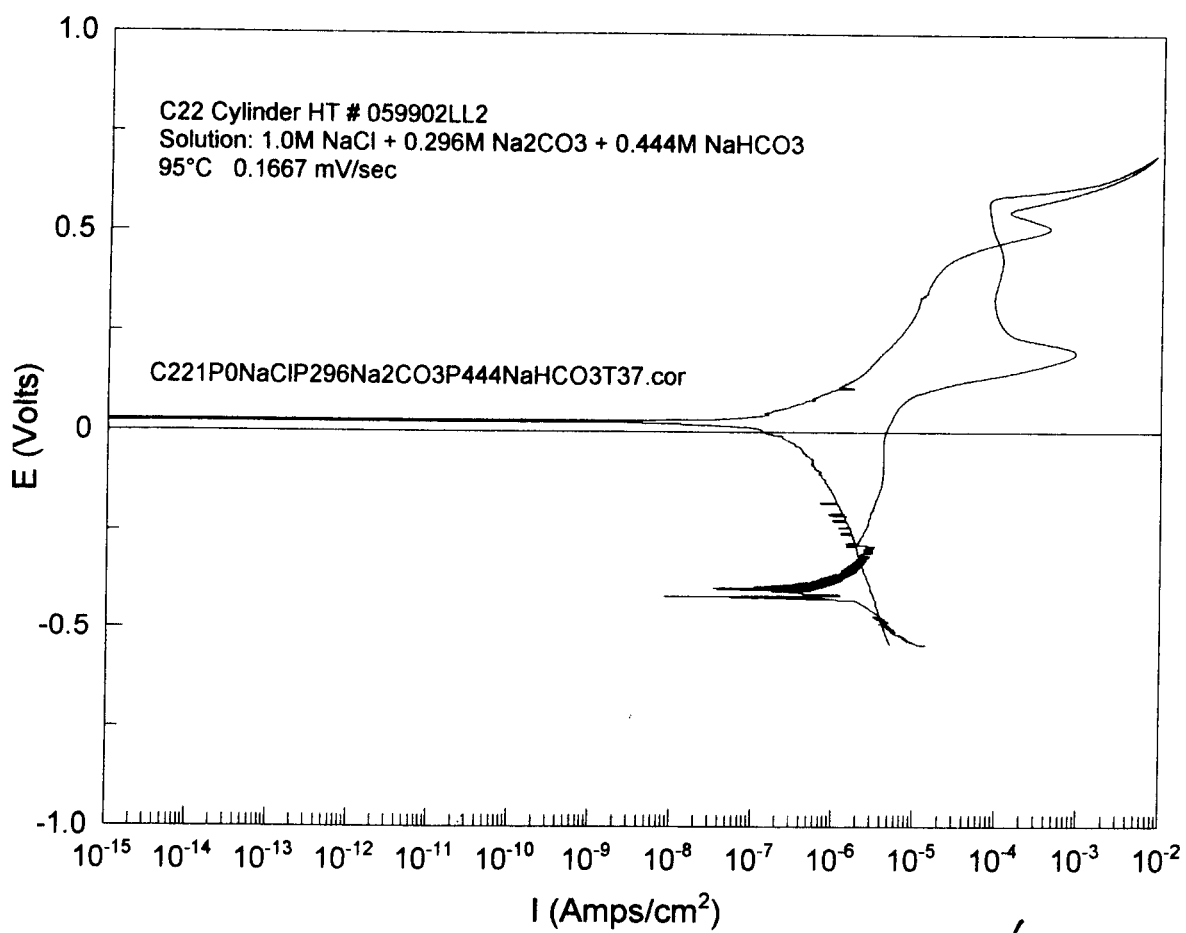 1.0
C22 Cylinder HT # 059902LL2
Solution: 1.0M NaCl + 0.296M Na2CO3 + 0.444M NaHCO3
95°C 0.1667 mV/sec
0.5
C221P0NaClP296Na2CO3P444NaHCO3T37.cor
0
E (Volts)
-0.5
-1.0
10-15 10-14 10-13 10-12 10-11 10-10 10-9 10-8 10-7 10-6 10-5 10-4 10-3 10-2
I (Amps/cm2)